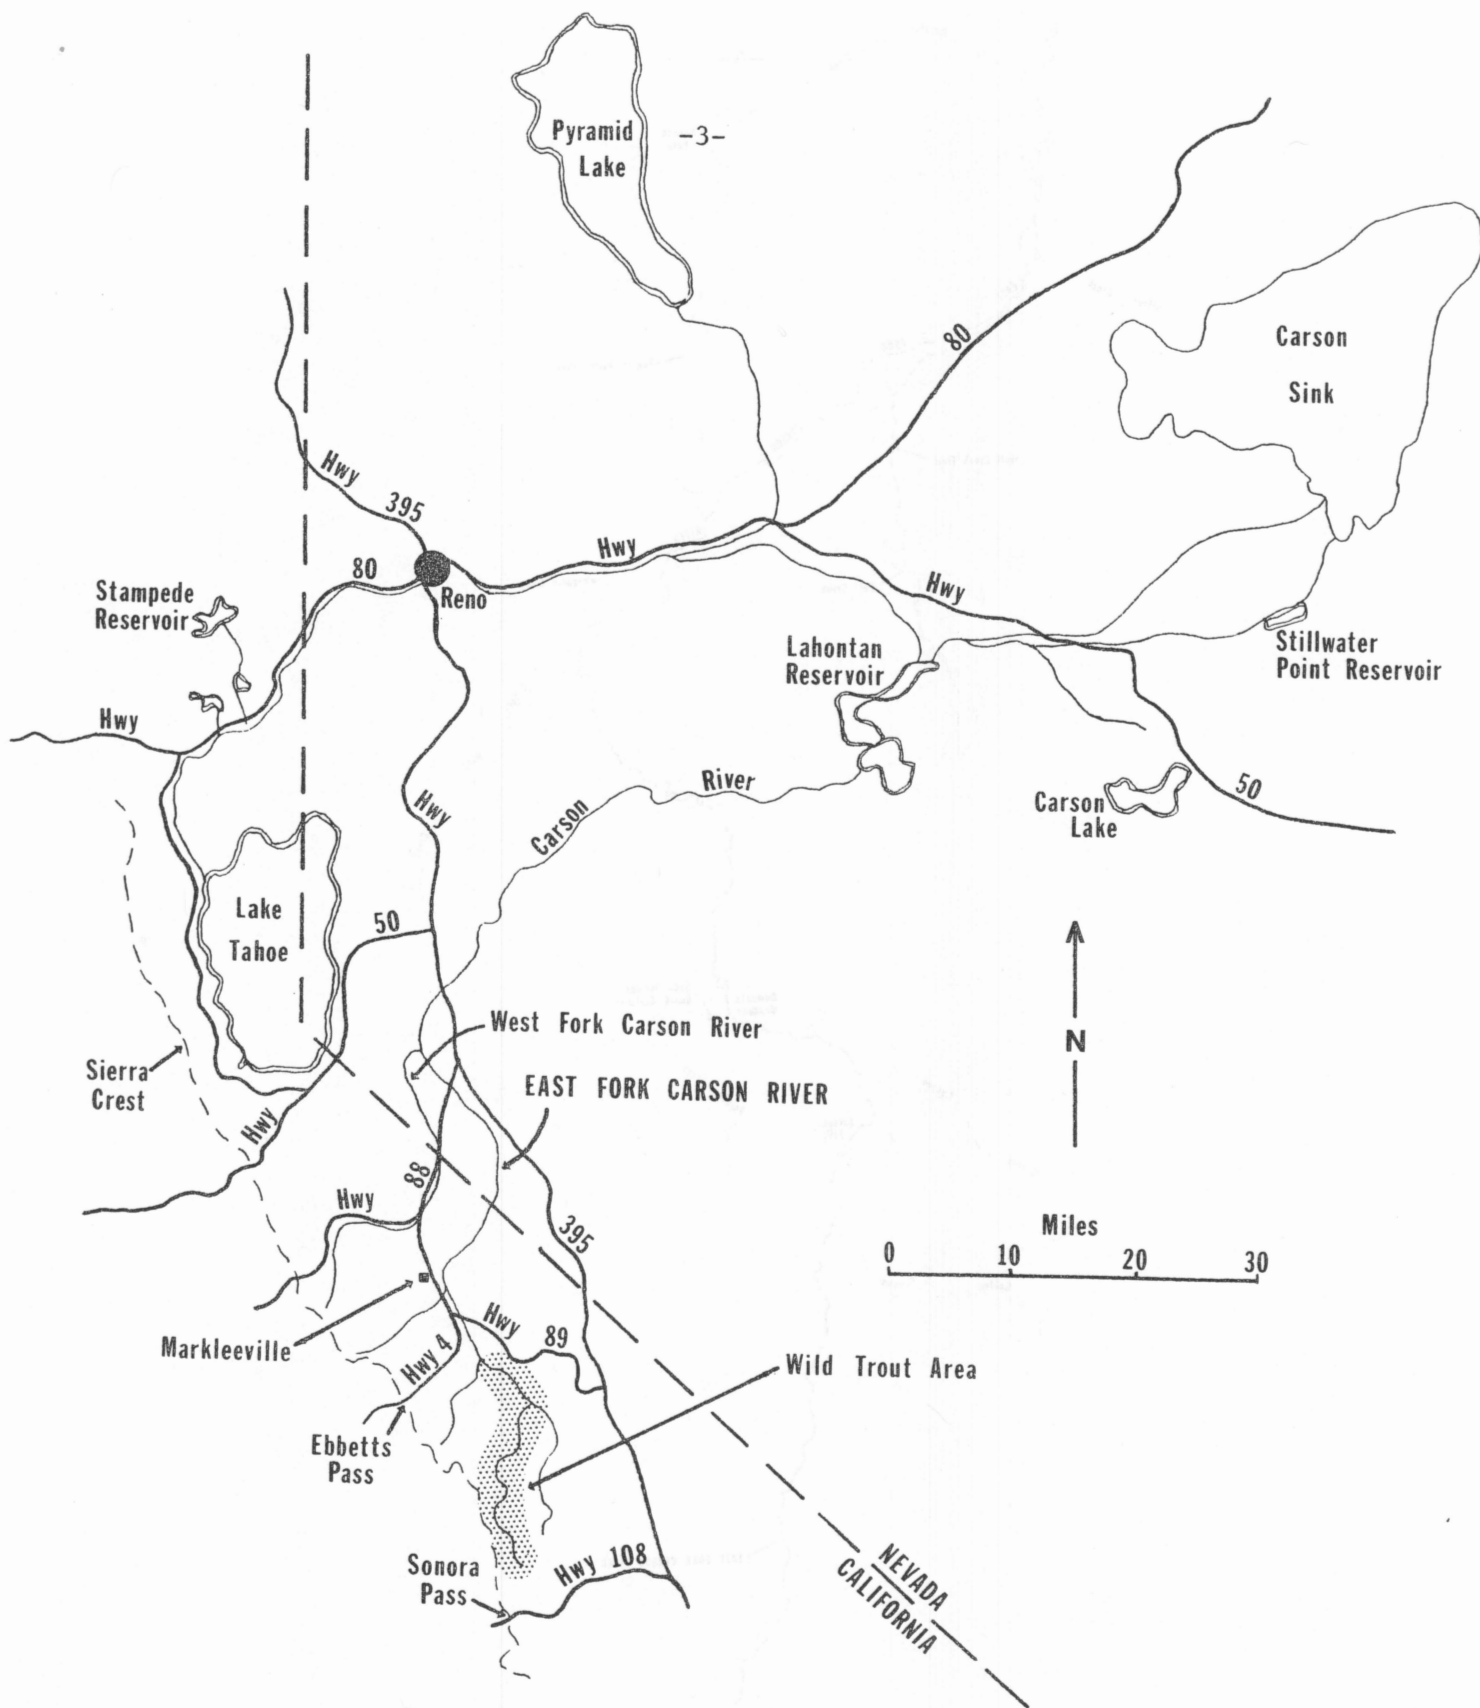 -3-
Pyramid
Lake
80
Carson
Sink
Hwy
395
Hwy
80
Reno
Hwy
Stampede
Reservoir
Lahontan
Reservoir
Stillwater
Point Reservoir
Hwy
Hwy
River
Carson
Carson
Lake
50
Lake
Tahoe
50
N
West Fork Carson River
EAST FORK CARSON RIVER
Sierra
Crest
Hwy
88
Hwy
395
Miles
0 10 20 30
Markleeville
Hwy
89
Hwy 4
Wild Trout Area
Ebbetts
Pass
Sonora
Pass
Hwy 108
NEVADA
CALIFORNIA